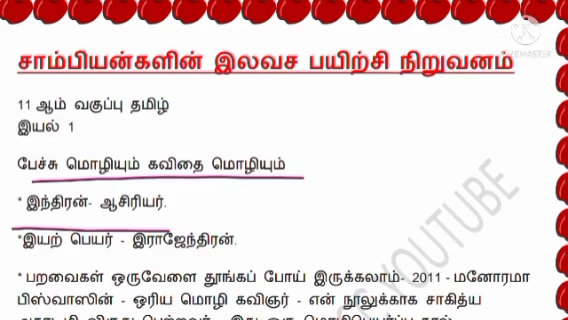 சாம்பியன்களின் இலவச பயிற்சி நிறுவனம்
11 ஆம் வகுப்பு தமிழ்
இயல் 1
பேச்சு மொழியும் கவிதை மொழியும்
* இந்திரன்- ஆசிரியர்.
*இயற் பெயர் - இராஜேந்திரன்.
* பறவைகள் ஒருவேளை தூங்கப் போய் இருக்கலாம்- 2011 - மனோரமா
பிஸ்வாஸின் - ஒரிய மொழி கவிஞர் - என் நூலுக்காக சாகித்ய
YOUTUBE